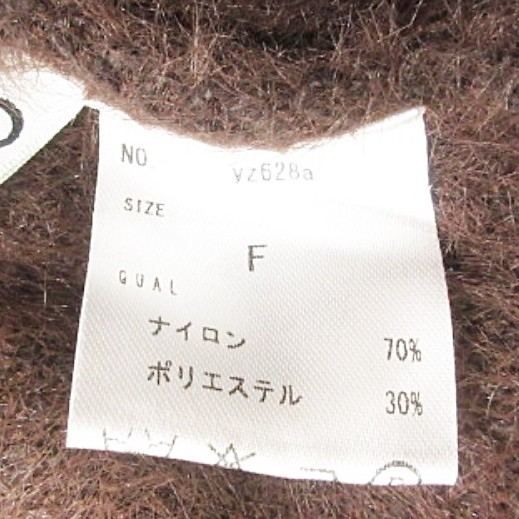 NO yz628a
SIZE
F
QUAL
ナイロン 70%
ポリエステル 30%